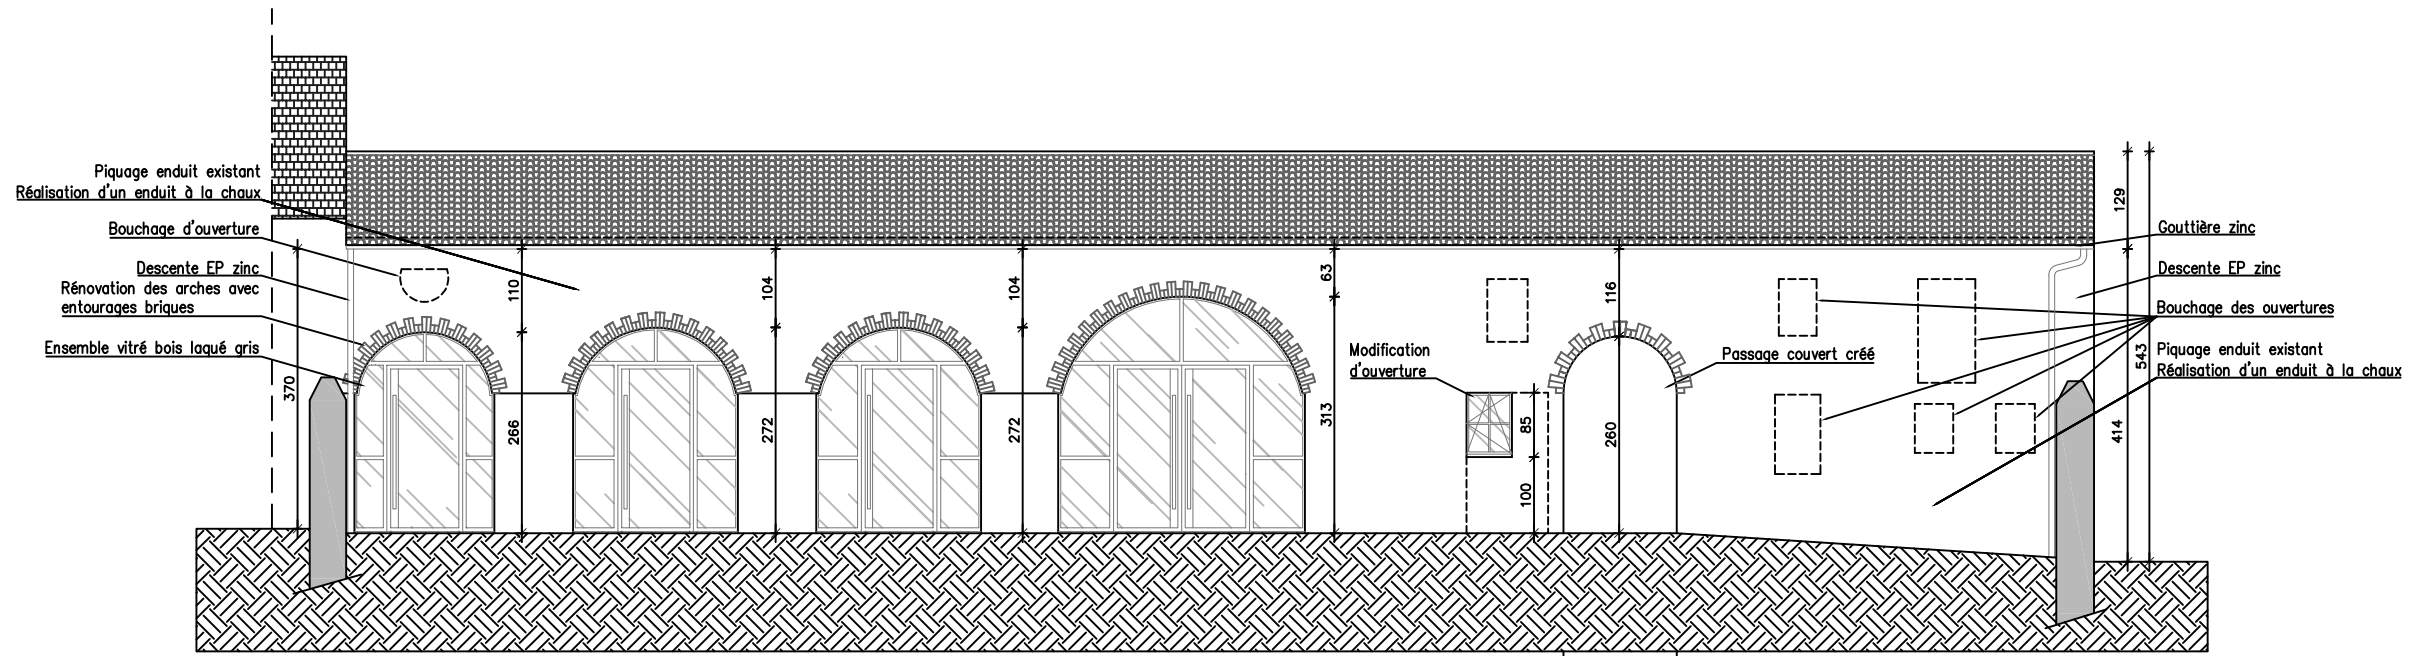 Piquage enduit existant
Réalisation d'un enduit à la chaux
Bouchage d'ouverture
Descente EP zinc
Rénovation des arches avec
entourages briques
Ensemble vitré bois laqué gris
370
110
266
104
272
104
272
63
313
Modification
d'ouverture
85
100
116
260
Passage couvert créé
129
414
543
Gouttière zinc
Descente EP zinc
Bouchage des ouvertures
Piquage enduit existant
Réalisation d'un enduit à la chaux